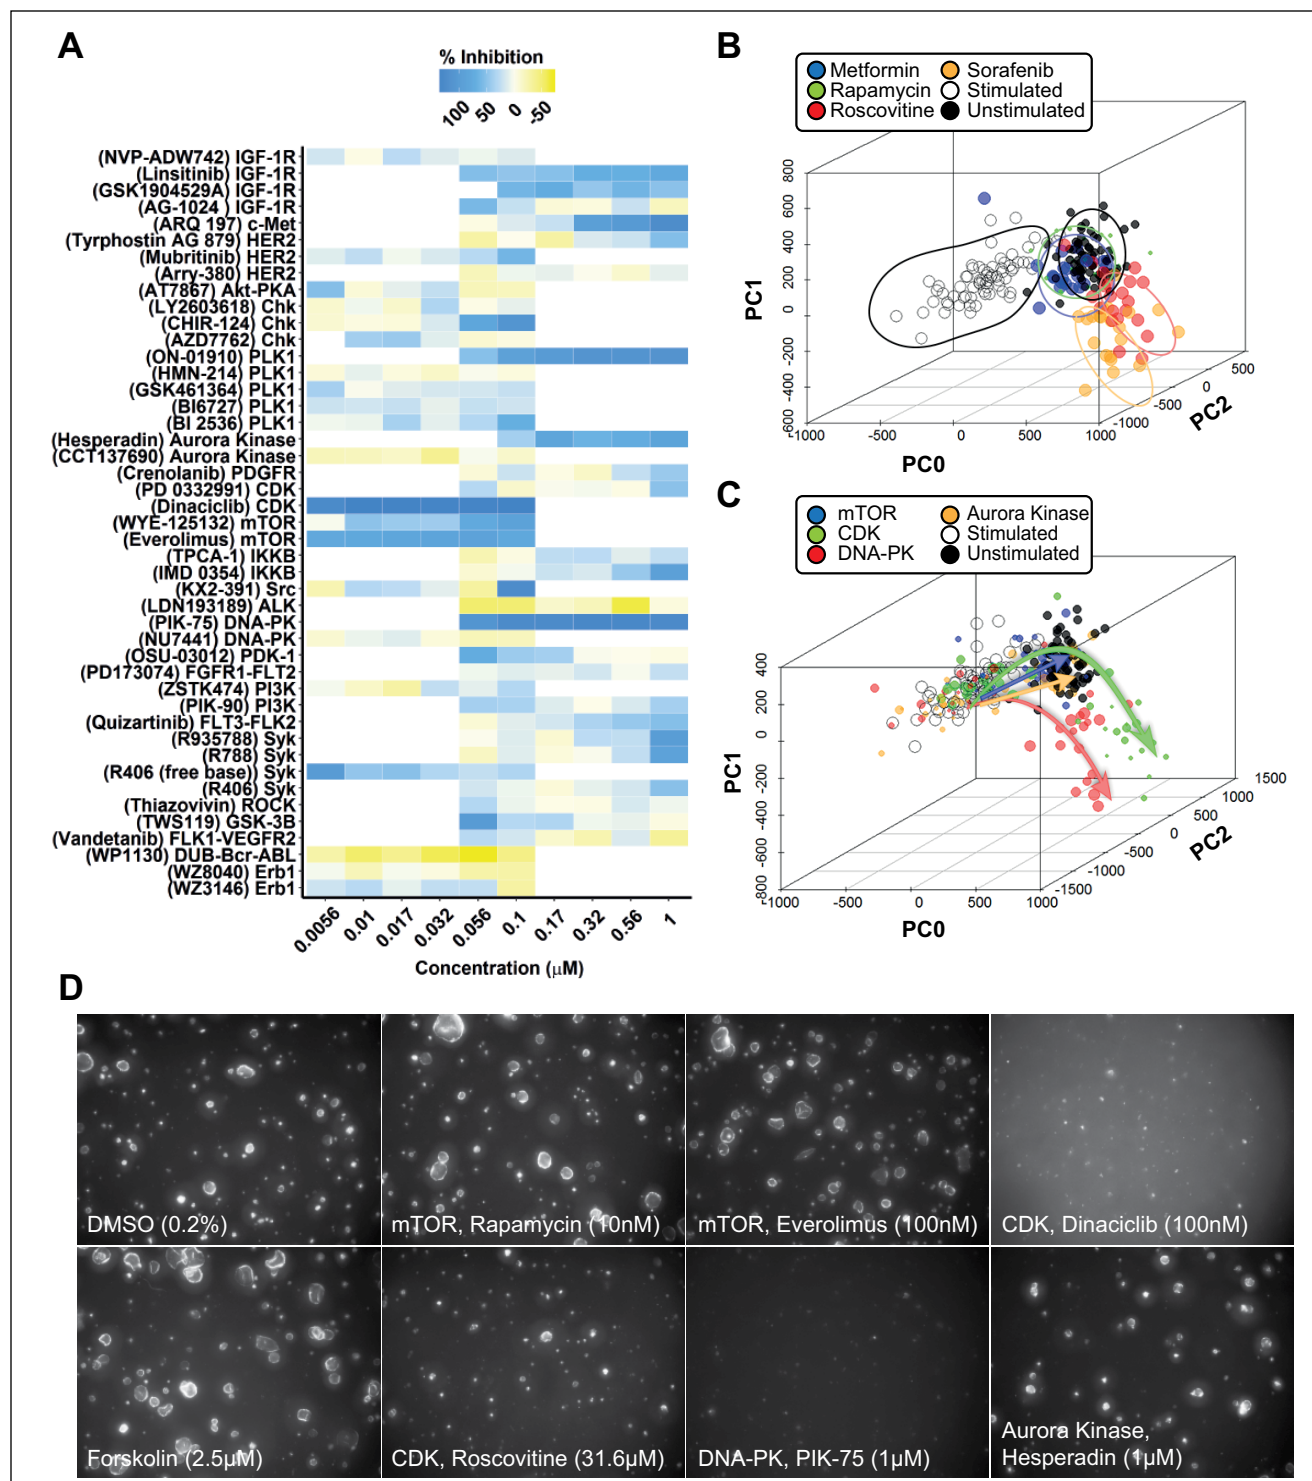 A
% Inhibition
100
50
0
-50
(NVP-ADW742) IGF-1R
(Linsitinib) IGF-1R
(GSK1904529A) IGF-1R
(AG-1024 ) IGF-1R
(ARQ 197) c-Met
(Tyrphostin AG 879) HER2
(Mubritinib) HER2
(Arry-380) HER2
(AT7867) Akt-PKA
(LY2603618) Chk
(CHIR-124) Chk
(AZD7762) Chk
(ON-01910) PLK1
(HMN-214) PLK1
(GSK461364) PLK1
(BI6727) PLK1
(BI 2536) PLK1
(Hesperadin) Aurora Kinase
(CCT137690) Aurora Kinase
(Crenolanib) PDGFR
(PD 0332991) CDK
(Dinaciclib) CDK
(WYE-125132) mTOR
(Everolimus) mTOR
(TPCA-1) IKKB
(IMD 0354) IKKB
(KX2-391) Src
(LDN193189) ALK
(PIK-75) DNA-PK
(NU7441) DNA-PK
(OSU-03012) PDK-1
(PD173074) FGFR1-FLT2
(ZSTK474) PI3K
(PIK-90) PI3K
(Quizartinib) FLT3-FLK2
(R935788) Syk
(R788) Syk
(R406 (free base)) Syk
(R406) Syk
(Thiazovivin) ROCK
(TWS119) GSK-3B
(Vandetanib) FLK1-VEGFR2
(WP1130) DUB-Bcr-ABL
(WZ8040) Erb1
(WZ3146) Erb1
0.0056
0.01
0.017
0.032
0.056
0.1
0.17
0.32
0.56
1
Concentration (μM)
B
Metformin
Sorafenib
Rapamycin
Stimulated
Roscovitine
Unstimulated
800
600
400
200
0
-200
-400
-600
PC1
-1000
-500
0
500
1000
PC0
-1000
-500
0
500
PC2
C
mTOR
Aurora Kinase
CDK
Stimulated
DNA-PK
Unstimulated
400
200
0
-200
-400
-600
-800
PC1
-1000
-500
0
500
1000
PC0
-1500
-1000
-500
0
500
1000
1500
PC2
D
DMSO (0.2%)
mTOR, Rapamycin (10nM)
mTOR, Everolimus (100nM)
CDK, Dinaciclib (100nM)
Forskolin (2.5μM)
CDK, Roscovitine (31.6μM)
DNA-PK, PIK-75 (1μM)
Aurora Kinase,
Hesperadin (1μM)